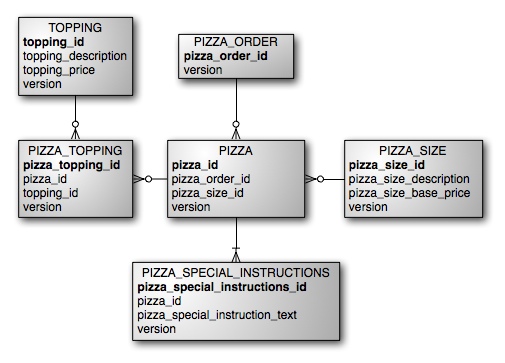 TOPPING
topping_id
topping_description
topping_price
version
PIZZA_ORDER
pizza_order_id
version
PIZZA_TOPPING
pizza_topping_id
pizza_id
topping_id
version
PIZZA
pizza_id
pizza_order_id
pizza_size_id
version
PIZZA_SIZE
pizza_size_id
pizza_size_description
pizza_size_base_price
version
PIZZA_SPECIAL_INSTRUCTIONS
pizza_special_instructions_id
pizza_id
pizza_special_instruction_text
version